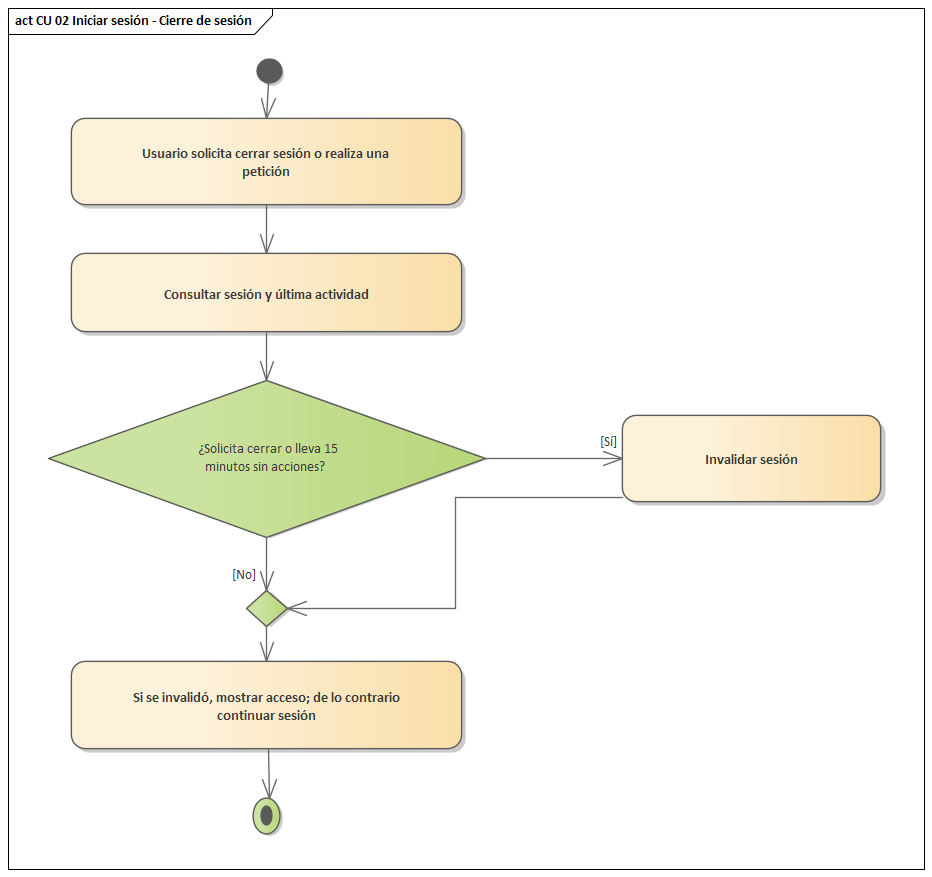 act CU 02 Iniciar sesión - Cierre de sesión
Usuario solicita cerrar sesión o realiza una
petición
Consultar sesión y última actividad
¿Solicita cerrar o lleva 15
minutos sin acciones?
[Sí]
Invalidar sesión
[No]
Si se invalidó, mostrar acceso; de lo contrario
continuar sesión